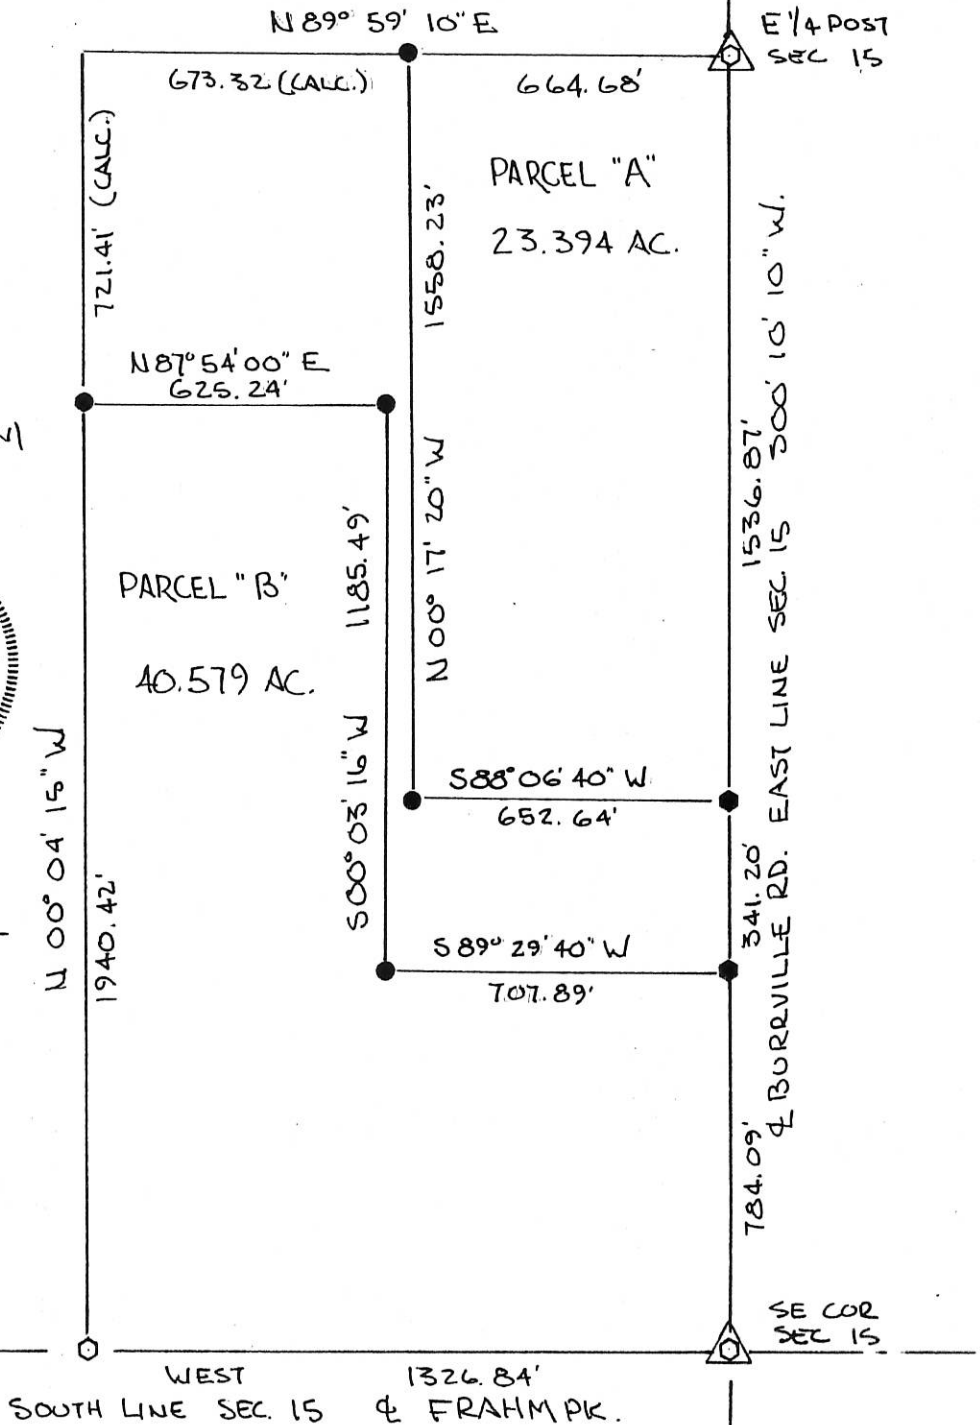 N 89° 59' 10" E
E 1/4 POST
SEC 15
673.32 (CALC.)
664.68'
721.41' (CALC.)
PARCEL "A"
23.394 AC.
1558.23'
N 00° 17' 20" W
N87°54'00" E
625.24'
1536.87'
S00° 10' 10" W.
PARCEL "B"
40.579 AC.
1185.49'
S00° 03' 16" W
N 00° 04' 15" W
1940.42'
S88°06'40" W
652.64'
341.20'
℄ BURRVILLE RD. EAST LINE SEC. 15
S 89° 29' 40" W
707.89'
784.09'
SE COR
SEC 15
WEST 1326.84'
SOUTH LINE SEC. 15 ℄ FRAHM PK.